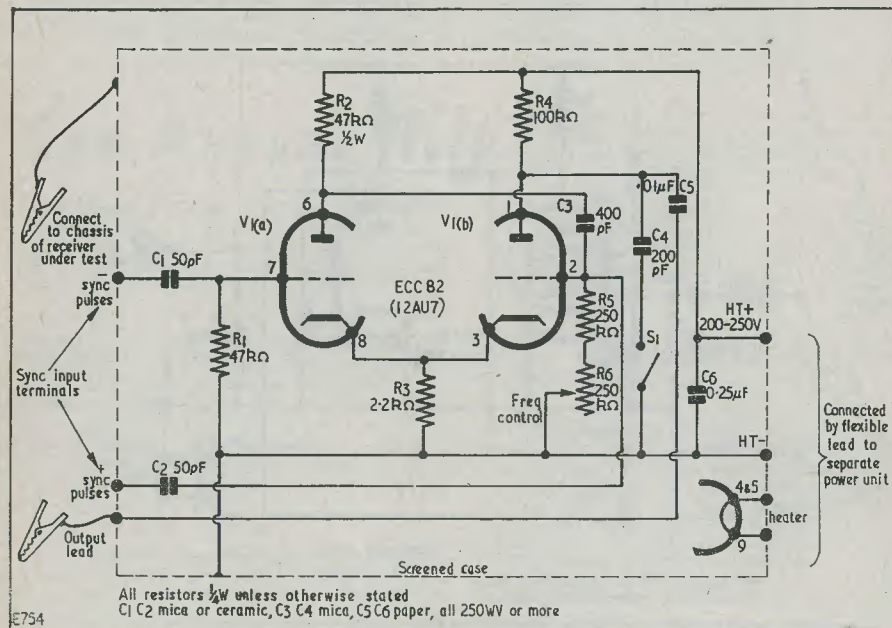 R2
47kΩ
½W
R4
100kΩ
6
1
V1(a)
V1(b)
C3
400
pF
·01µF
C5
C4
200
pF
Connect
to chassis
of receiver
under test
−
sync
pulses
C1 50pF
7
ECC 82
(12AU7)
2
R5
250
kΩ
HT+
200-250V
8
3
S1
R1
47kΩ
Sync input
terminals
R3
2·2kΩ
Freq
control
R6
250
kΩ
C6
0·25µF
Connected
by flexible
lead to
separate
power unit
HT-
+
sync
pulses
C2 50pF
4&5
heater
9
Output
lead
Screened case
All resistors ¼W unless otherwise stated
C1 C2 mica or ceramic, C3 C4 mica, C5 C6 paper, all 250WV or more
E754